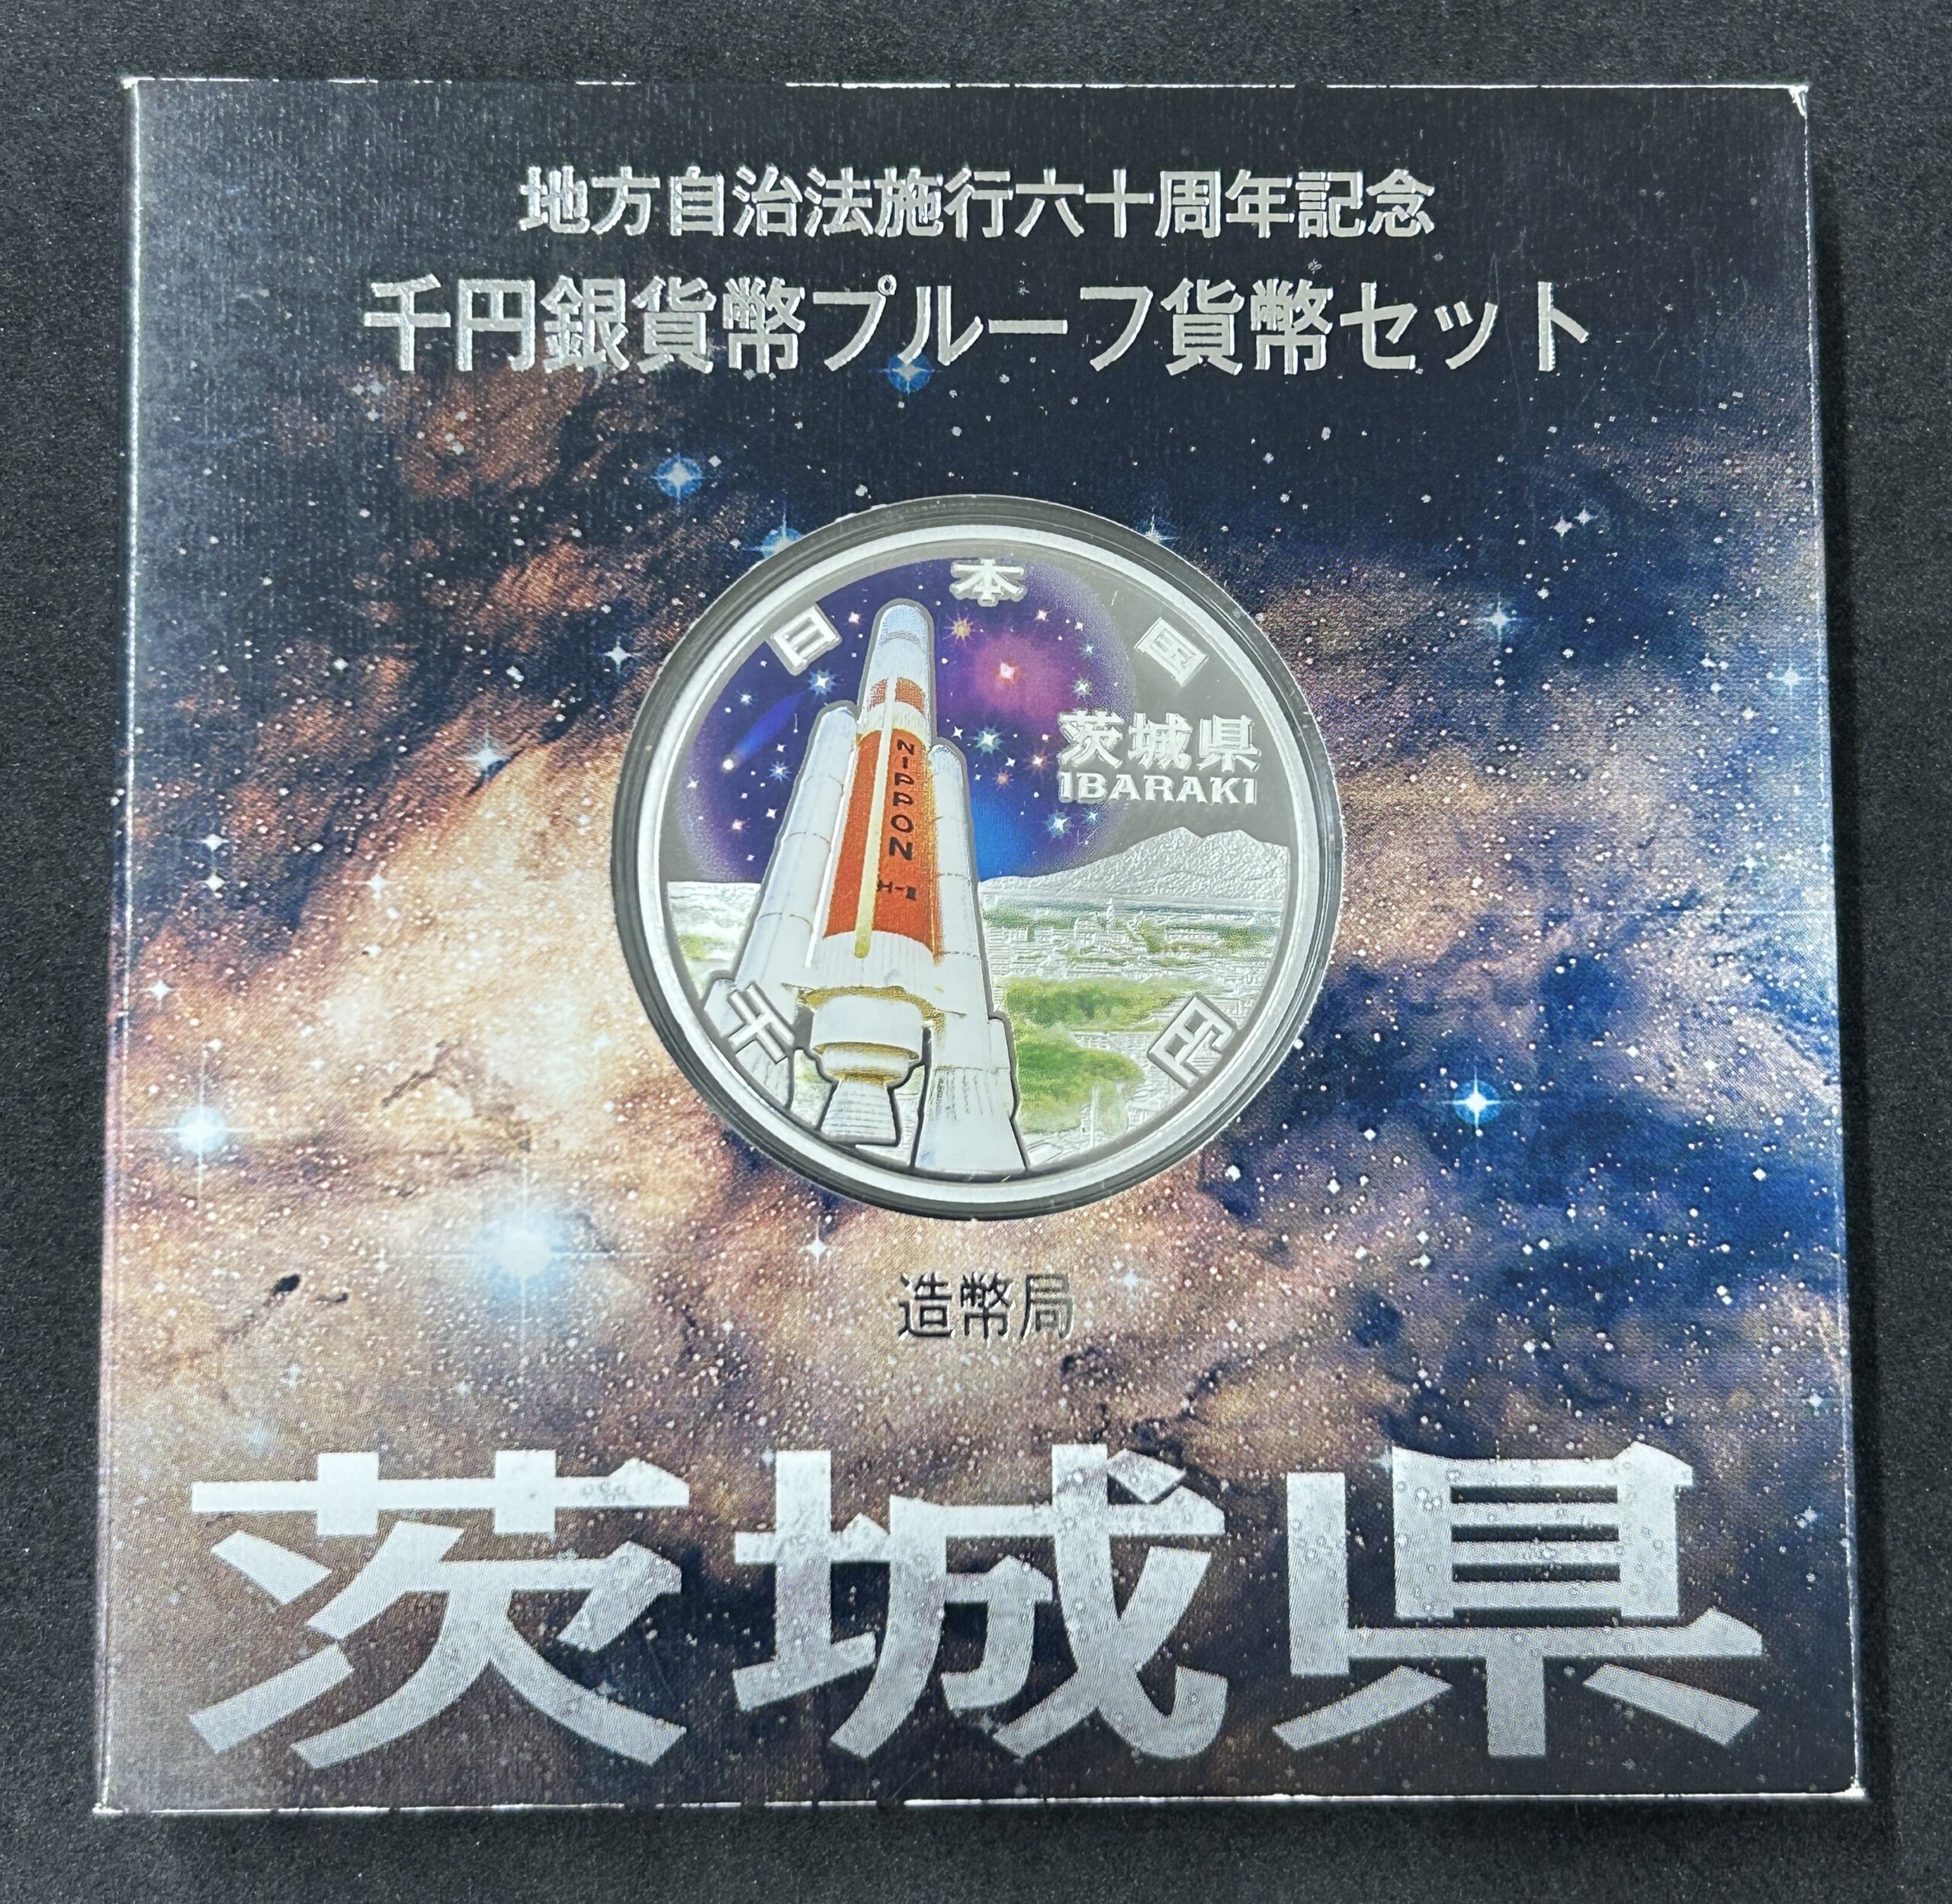 地方自治法施行六十周年記念
千円銀貨幣プルーフ貨幣セット
日本国
茨城県
IBARAKI
NIPPON
H-Ⅱ
千円
造幣局
茨城県